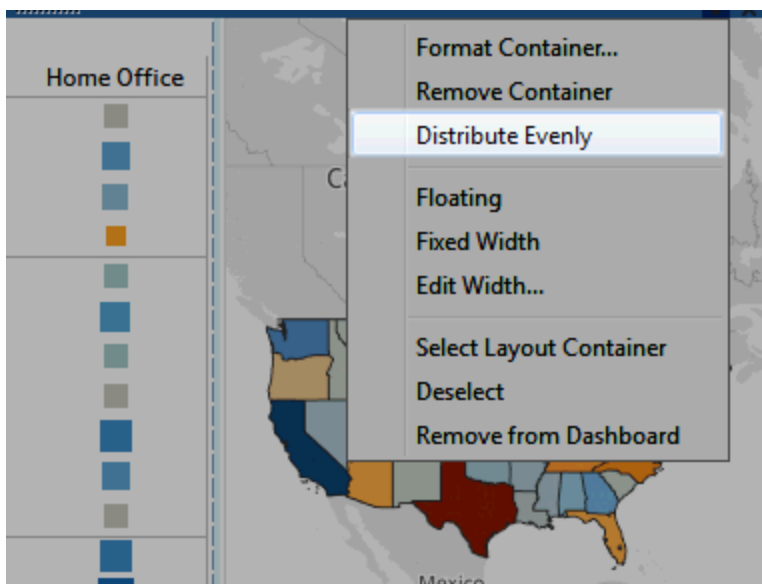 Home Office
Format Container...
Remove Container
Distribute Evenly
Floating
Fixed Width
Edit Width...
Select Layout Container
Deselect
Remove from Dashboard
Mexico